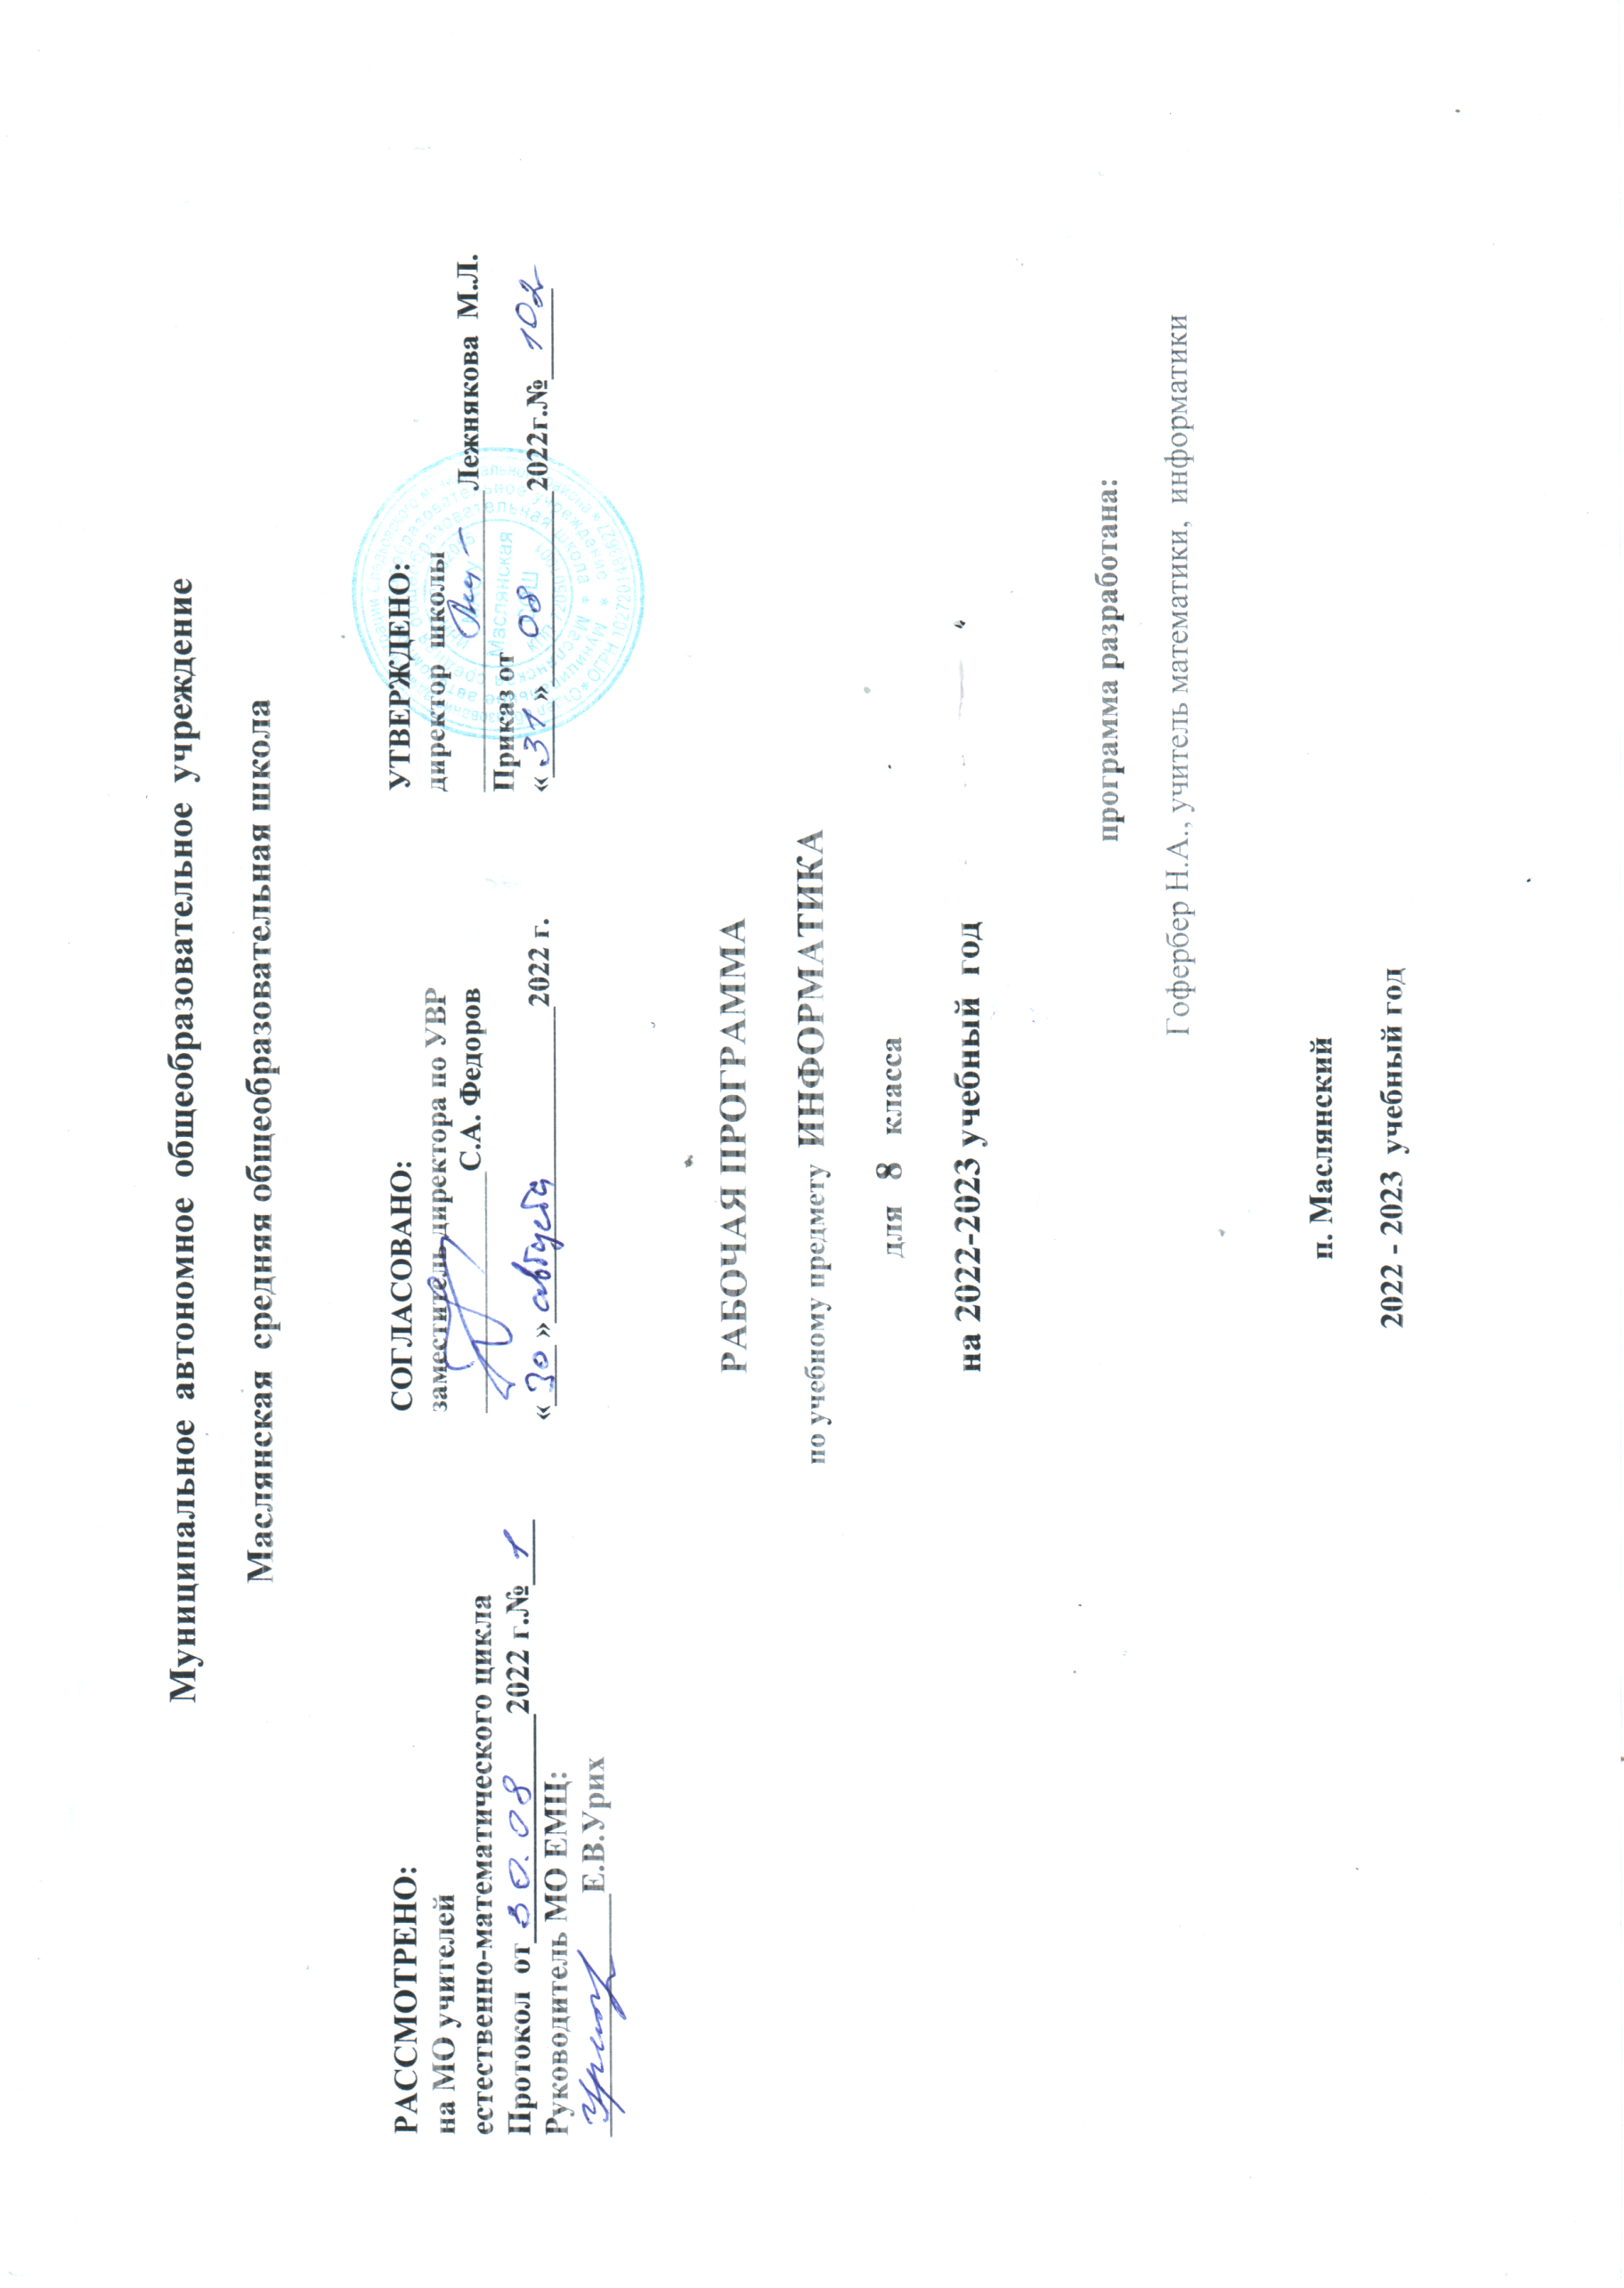 Муниципальное автономное общеобразовательное учреждение
Маслянская средняя общеобразовательная школа
РАССМОТРЕНО:
на МО учителей
естественно-математического цикла
Протокол от 30.08 2022 г.№ 1
Руководитель МО ЕМЦ:
Е.В.Урих
СОГЛАСОВАНО:
заместитель директора по УВР
С.А. Федоров
« 30 » августа 2022 г.
УТВЕРЖДЕНО:
директор школы
Лежнякова М.Л.
Приказ от
« 31 » 08 2022г.№ 102
Маслянская
СОШ
РАБОЧАЯ ПРОГРАММА
по учебному предмету ИНФОРМАТИКА
для 8 класса
на 2022-2023 учебный год
программа разработана:
Гофербер Н.А., учитель математики, информатики
п. Маслянский
2022 - 2023 учебный год